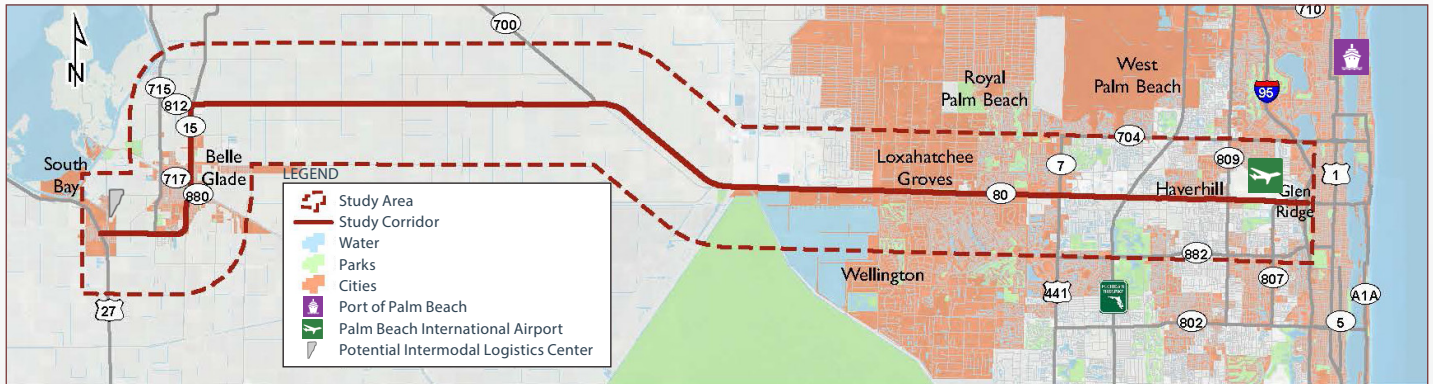 N
700
710
715
812
15
717
880
South
Bay
Belle
Glade
27
LEGEND
Study Area
Study Corridor
Water
Parks
Cities
Port of Palm Beach
Palm Beach International Airport
Potential Intermodal Logistics Center
Royal
Palm Beach
West
Palm Beach
95
704
7
809
1
Loxahatchee
Groves
80
Haverhill
Glen
Ridge
882
Wellington
441
807
A1A
802
5